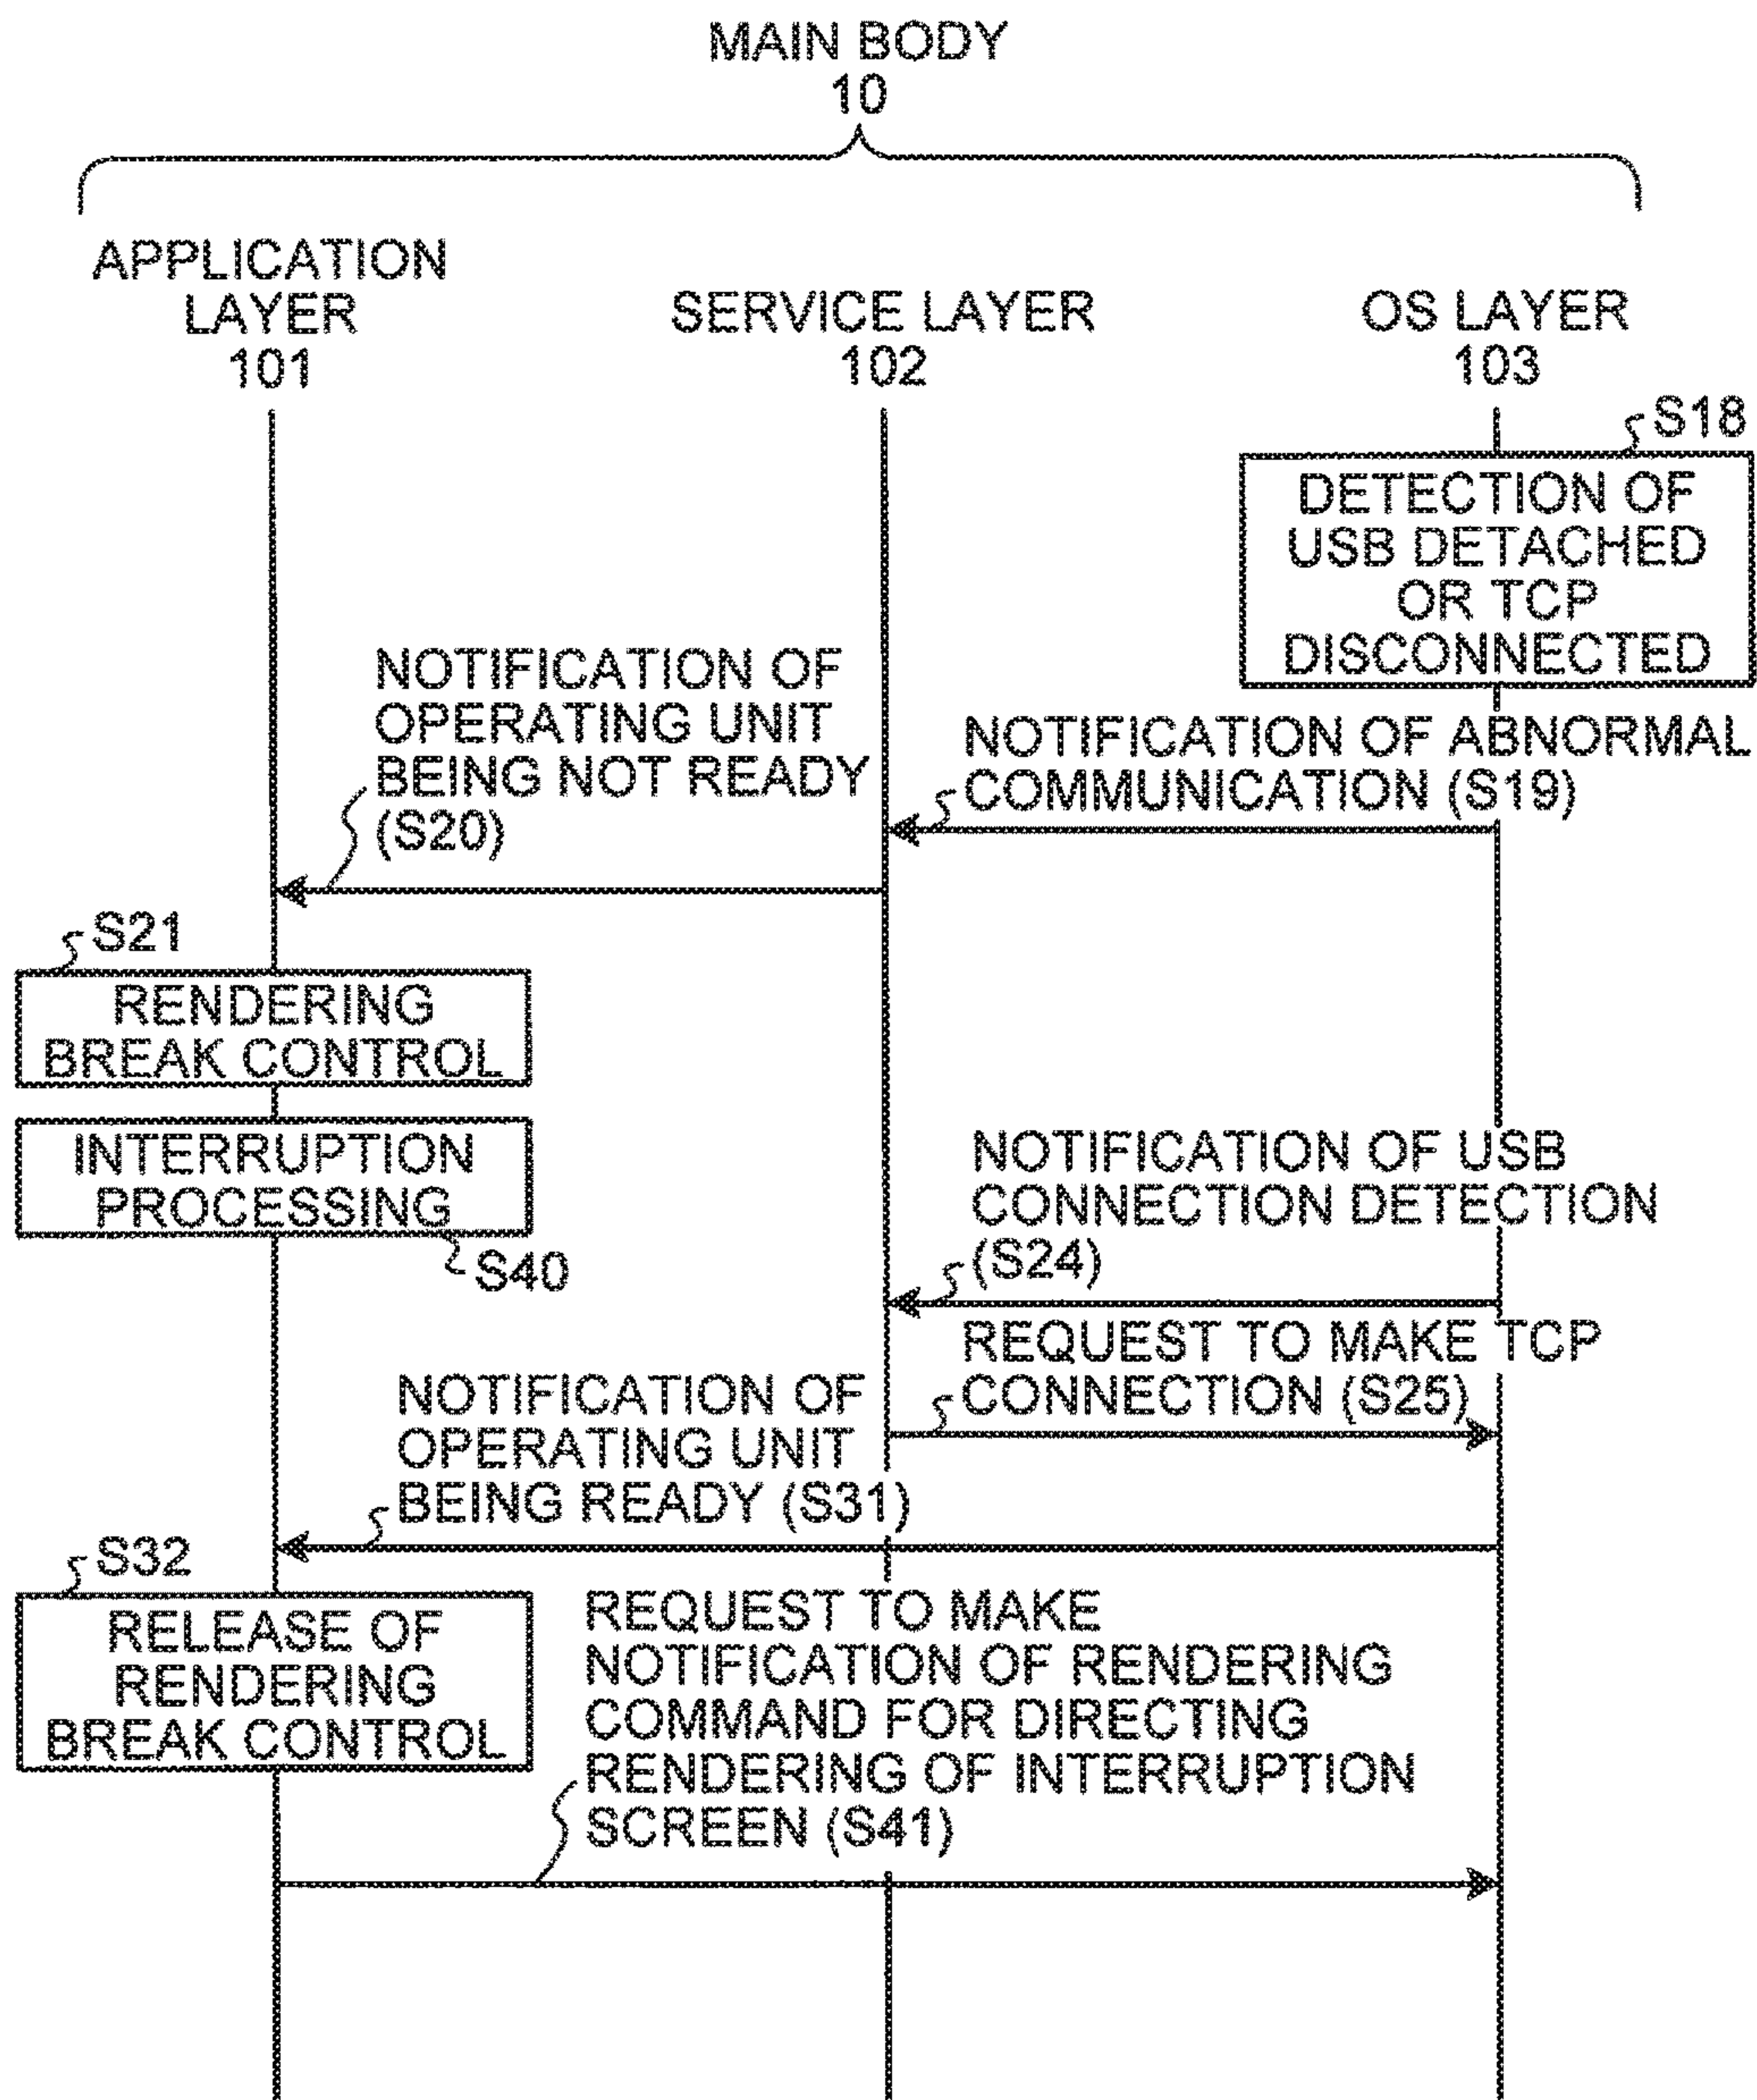 MAIN BODY
10
APPLICATION
LAYER
101
SERVICE LAYER
102
OS LAYER
103
S18
DETECTION OF
USB DETACHED
OR TCP
DISCONNECTED
NOTIFICATION OF ABNORMAL
COMMUNICATION (S19)
NOTIFICATION OF
OPERATING UNIT
BEING NOT READY
(S20)
S21
RENDERING
BREAK CONTROL
INTERRUPTION
PROCESSING
S40
NOTIFICATION OF USB
CONNECTION DETECTION
(S24)
REQUEST TO MAKE TCP
CONNECTION (S25)
NOTIFICATION OF
OPERATING UNIT
BEING READY (S31)
S32
RELEASE OF
RENDERING
BREAK CONTROL
REQUEST TO MAKE
NOTIFICATION OF RENDERING
COMMAND FOR DIRECTING
RENDERING OF INTERRUPTION
SCREEN (S41)